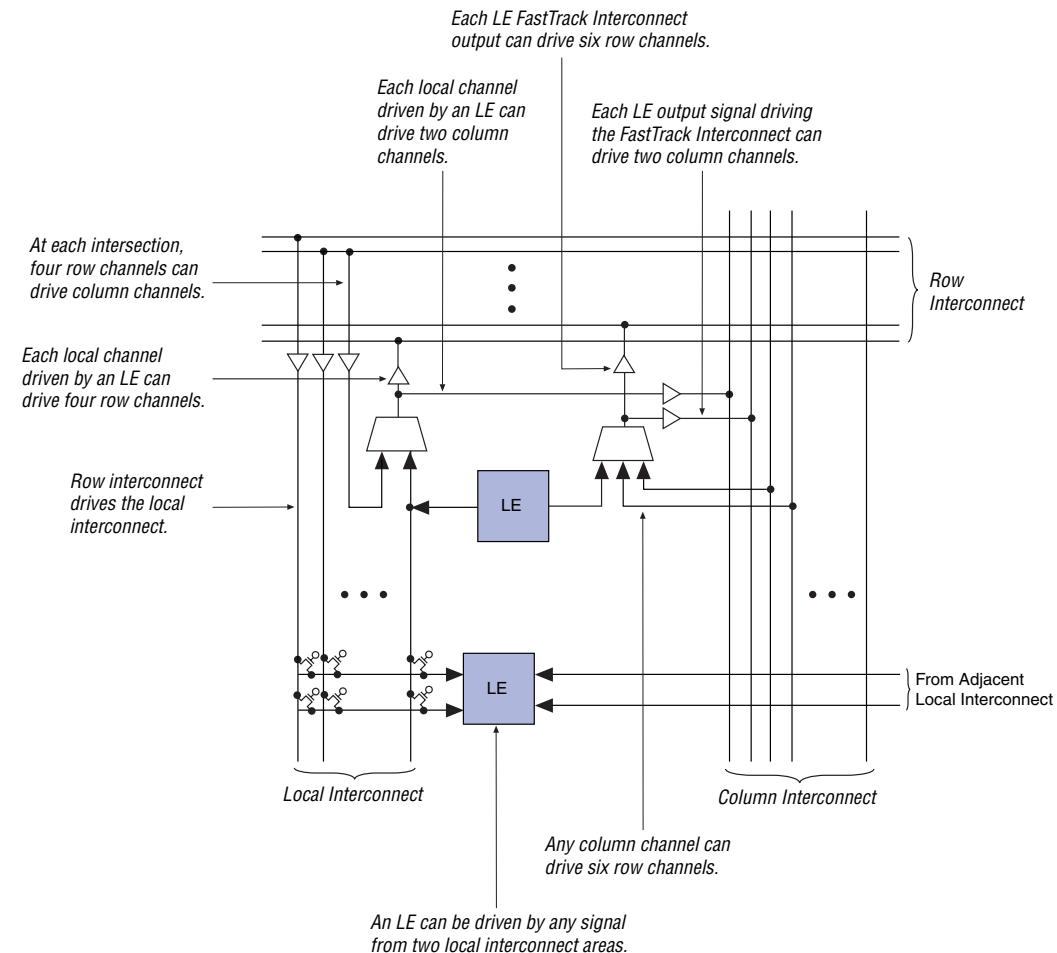 Each LE FastTrack Interconnect
output can drive six row channels.
Each local channel
driven by an LE can
drive two column
channels.
Each LE output signal driving
the FastTrack Interconnect can
drive two column channels.
At each intersection,
four row channels can
drive column channels.
Row
Interconnect
Each local channel
driven by an LE can
drive four row channels.
Row interconnect
drives the local
interconnect.
LE
LE
From Adjacent
Local Interconnect
Local Interconnect
Column Interconnect
Any column channel can
drive six row channels.
An LE can be driven by any signal
from two local interconnect areas.